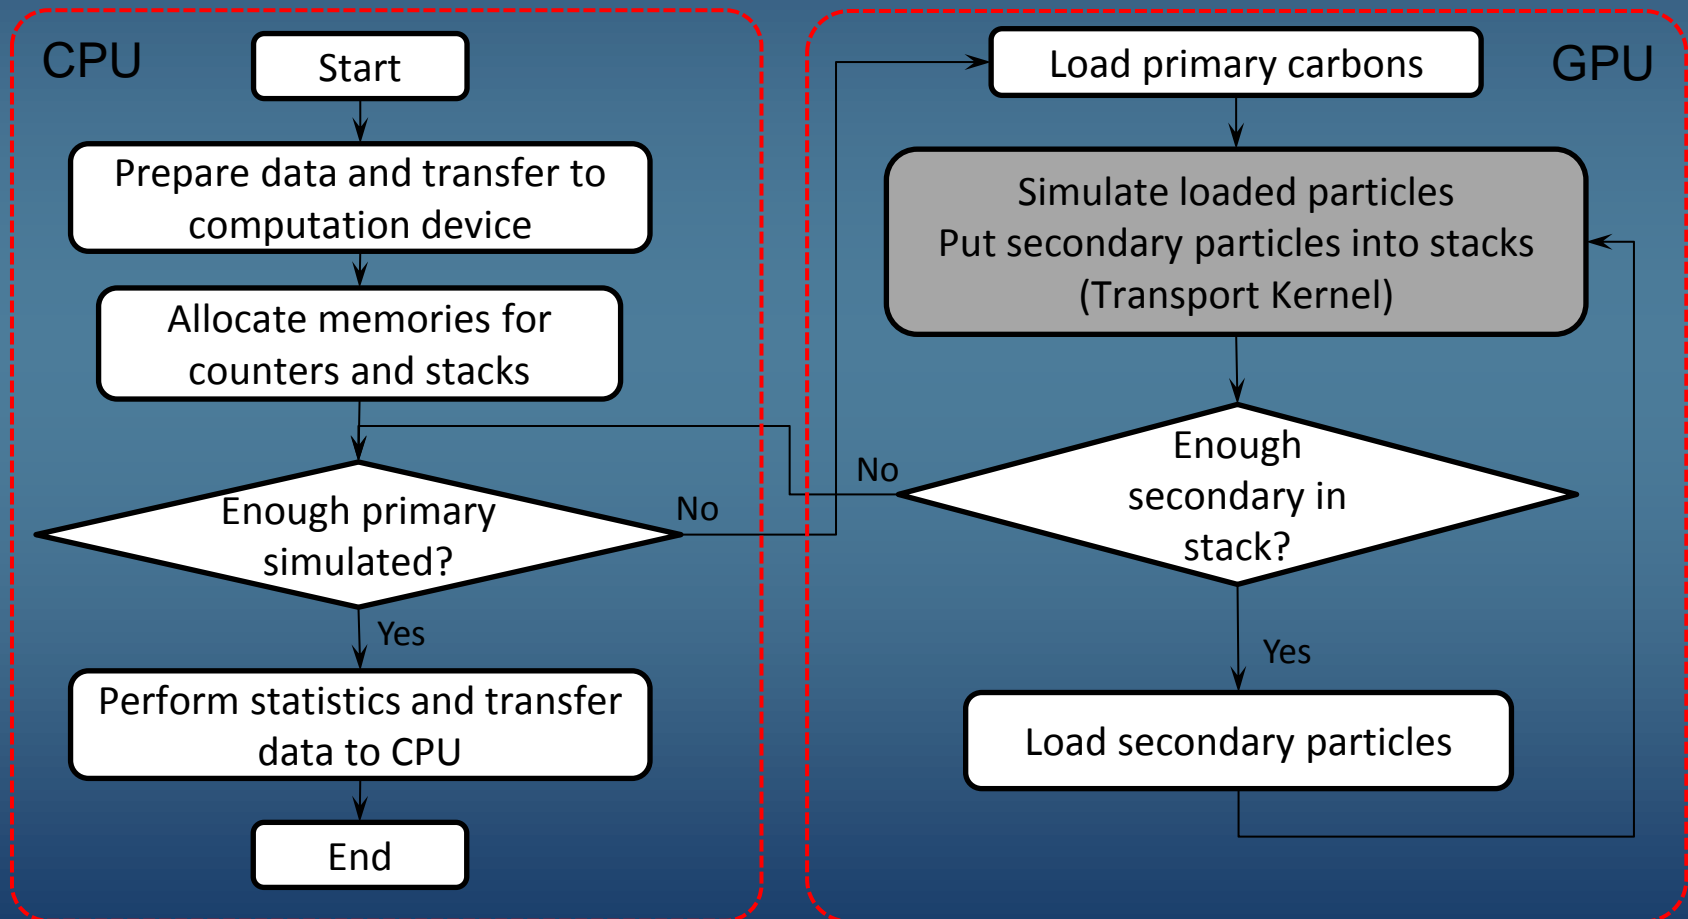 CPU
Start
Prepare data and transfer to
computation device
Allocate memories for
counters and stacks
Enough primary
simulated?
No
Yes
Perform statistics and transfer
data to CPU
End
GPU
Load primary carbons
Simulate loaded particles
Put secondary particles into stacks
(Transport Kernel)
Enough
secondary in
stack?
No
Yes
Load secondary particles